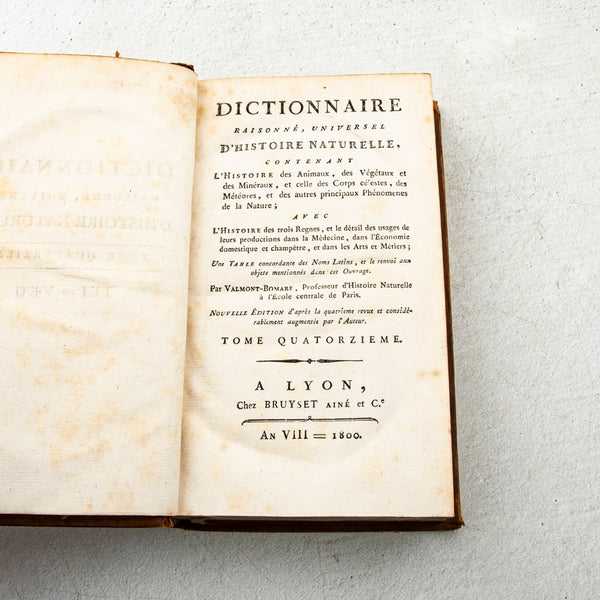 DICTIONNAIRE
RAISONNÉ, UNIVERSEL
D'HISTOIRE NATURELLE,
CONTENANT
L'HISTOIRE des Animaux, des Végétaux et
des Minéraux, et celle des Corps célestes, des
Météores, et des autres principaux Phénomenes
de la Nature;
AVEC
L'HISTOIRE des trois Regnes, et le détail des usages de
leurs productions dans la Médecine, dans l'Économie
domestique et champêtre, et dans les Arts et Métiers;
Une TABLE concordante des Noms Latins, et le renvoi aux
objets mentionnés dans cet Ouvrage.
Par VALMONT-BOMARE, Professeur d'Histoire Naturelle
à l'École centrale de Paris.
NOUVELLE ÉDITION d'après la quatrieme revue et considé-
rablement augmentée par l'Auteur.
TOME QUATORZIEME.
A LYON,
Chez BRUYSET AINÉ et C.e
AN VIII = 1800.